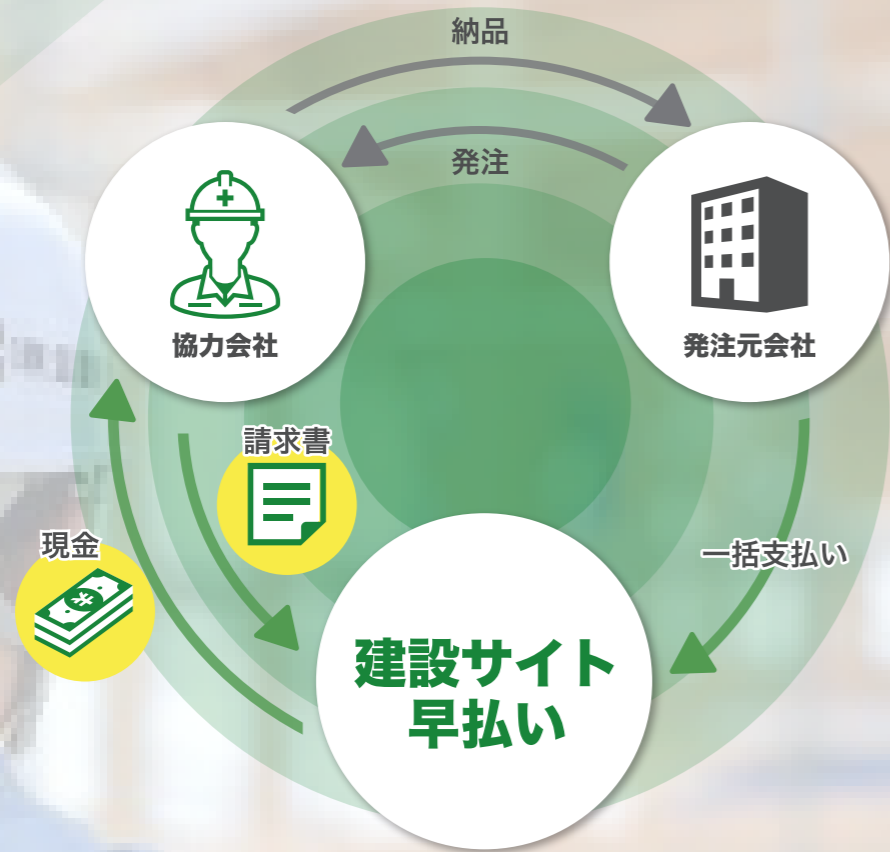 納品
発注
協力会社
発注元会社
請求書
現金
一括支払い
建設サイト
早払い